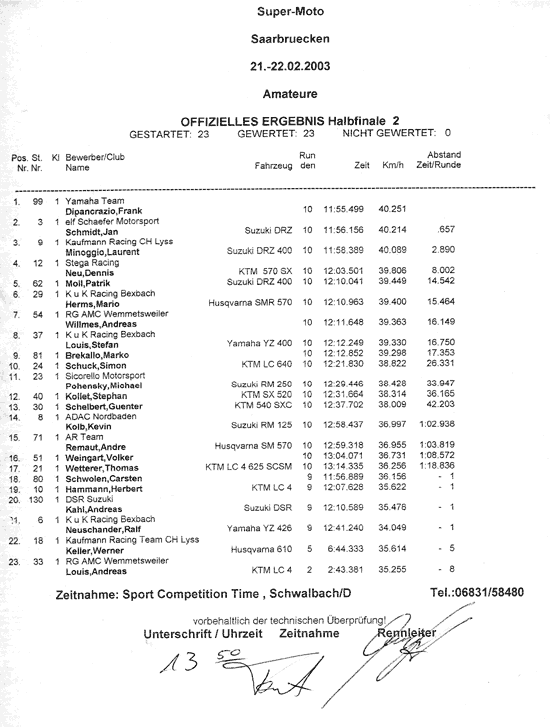 Super-Moto
Saarbruecken
21.-22.02.2003
Amateure
OFFIZIELLES ERGEBNIS Halbfinale 2
GESTARTET: 23 GEWERTET: 23 NICHT GEWERTET: 0
Pos. St. Kl Bewerber/Club Run Abstand
Nr. Nr. Name Fahrzeug den Zeit Km/h Zeit/Runde
1. 99 1 Yamaha Team
Dipancrazio,Frank 10 11:55.499 40.251
2. 3 1 elf Schaefer Motorsport
Schmidt,Jan Suzuki DRZ 10 11:56.156 40.214 .657
3. 9 1 Kaufmann Racing CH Lyss
Minoggio,Laurent Suzuki DRZ 400 10 11:58.389 40.089 2.890
4. 12 1 Stega Racing
Neu,Dennis KTM 570 SX 10 12:03.501 39.806 8.002
5. 62 1 Moll,Patrik Suzuki DRZ 400 10 12:10.041 39.449 14.542
6. 29 1 K u K Racing Bexbach
Herms,Mario Husqvarna SMR 570 10 12:10.963 39.400 15.464
7. 54 1 RG AMC Wemmetsweiler
Willmes,Andreas 10 12:11.648 39.363 16.149
8. 37 1 K u K Racing Bexbach
Louis,Stefan Yamaha YZ 400 10 12:12.249 39.330 16.750
9. 81 1 Brekallo,Marko 10 12:12.852 39.298 17.353
10. 24 1 Schuck,Simon KTM LC 640 10 12:21.830 38.822 26.331
11. 23 1 Sicorello Motorsport
Pohensky,Michael Suzuki RM 250 10 12:29.446 38.428 33.947
12. 40 1 Kollet,Stephan KTM SX 520 10 12:31.664 38.314 36.165
13. 30 1 Schelbert,Guenter KTM 540 SXC 10 12:37.702 38.009 42.203
14. 8 1 ADAC Nordbaden
Kolb,Kevin Suzuki RM 125 10 12:58.437 36.997 1:02.938
15. 71 1 AR Team
Remaut,Andre Husqvarna SM 570 10 12:59.318 36.955 1:03.819
16. 51 1 Weingart,Volker 10 13:04.071 36.731 1:08.572
17. 21 1 Wetterer,Thomas KTM LC 4 625 SCSM 10 13:14.335 36.256 1:18.836
18. 80 1 Schwolen,Carsten 9 11:56.889 36.156 - 1
19. 10 1 Hammann,Herbert KTM LC 4 9 12:07.628 35.622 - 1
20. 130 1 DSR Suzuki
Kahl,Andreas Suzuki DSR 9 12:10.589 35.476 - 1
21. 6 1 K u K Racing Bexbach
Neuschander,Ralf Yamaha YZ 426 9 12:41.240 34.049 - 1
22. 18 1 Kaufmann Racing Team CH Lyss
Keller,Werner Husqvarna 610 5 6:44.333 35.614 - 5
23. 33 1 RG AMC Wemmetsweiler
Louis,Andreas KTM LC 4 2 2:43.381 35.255 - 8
Zeitnahme: Sport Competition Time , Schwalbach/D Tel.:06831/58480
vorbehaltlich der technischen Überprüfung!
Unterschrift / Uhrzeit Zeitnahme Rennleiter
13 50